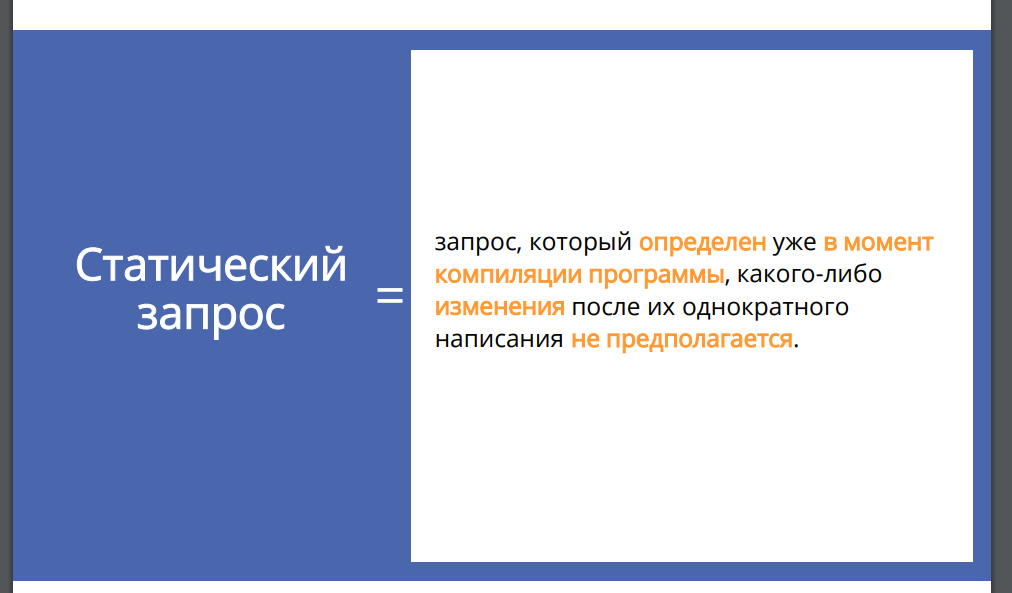 Статический
запрос
=
запрос, который определен уже в момент
компиляции программы, какого-либо
изменения после их однократного
написания не предполагается.